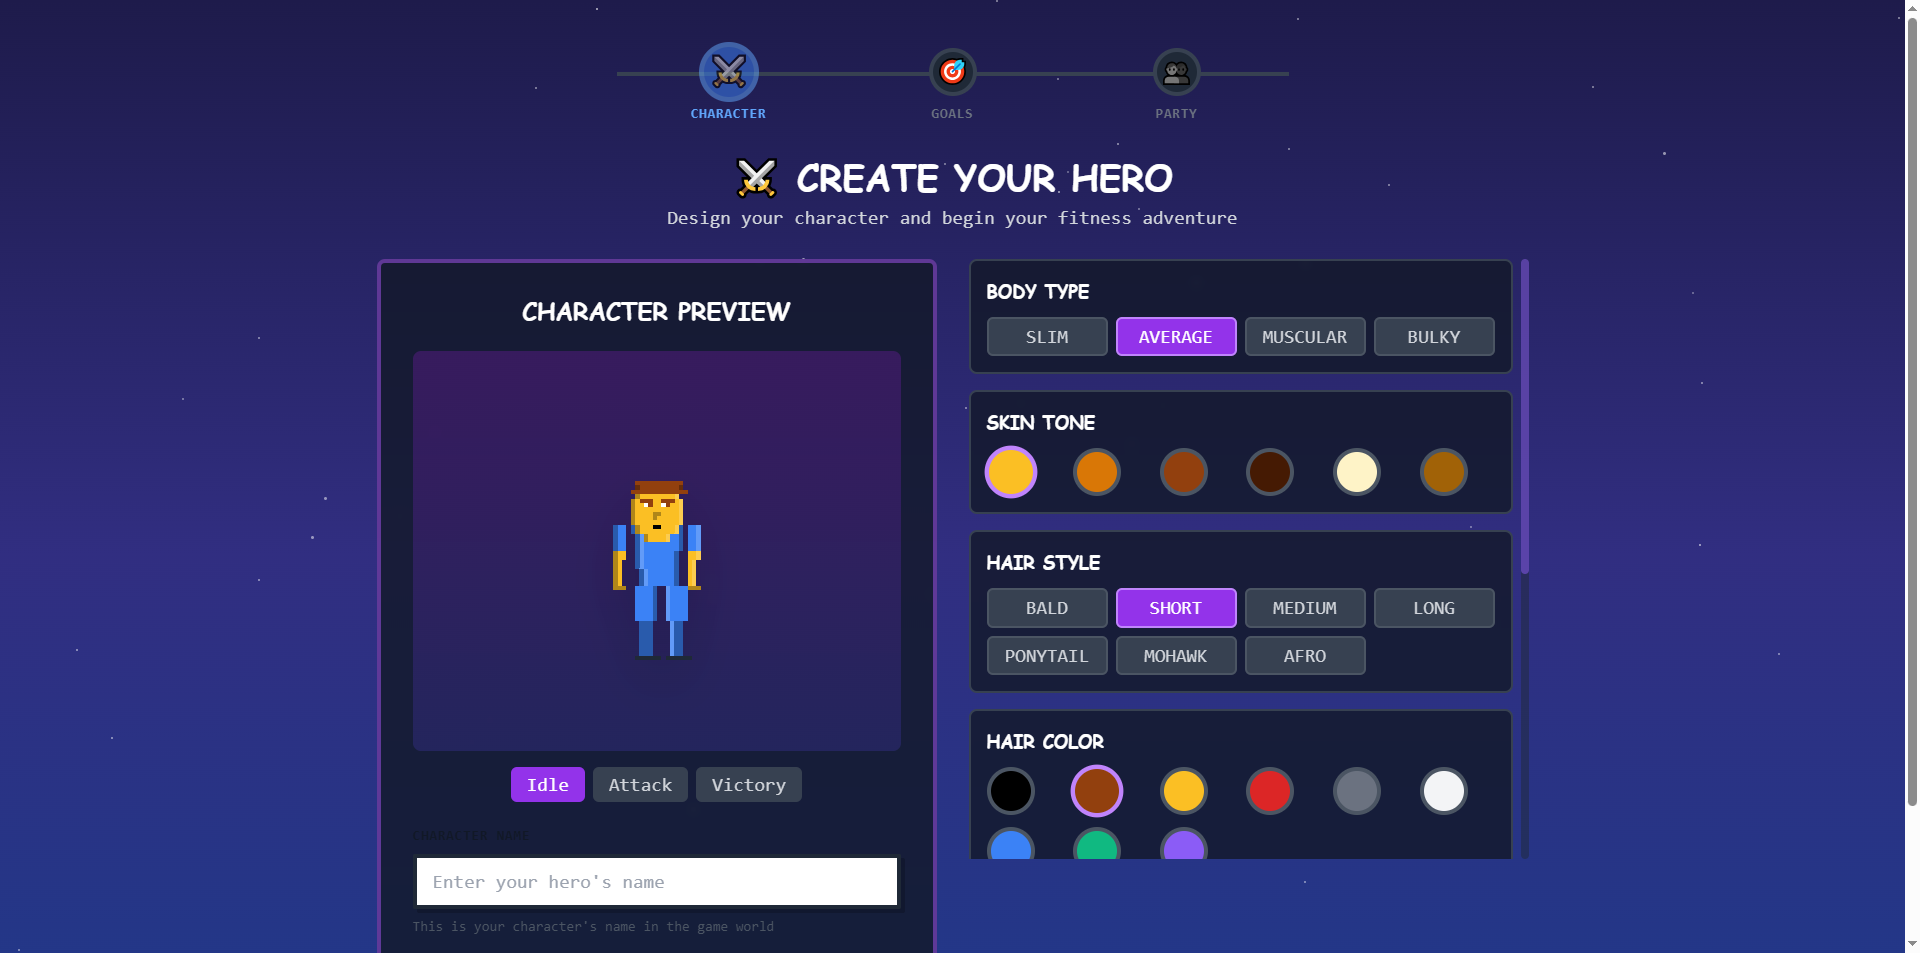 CHARACTER
GOALS
PARTY
CREATE YOUR HERO
Design your character and begin your fitness adventure
CHARACTER PREVIEW
Idle
Attack
Victory
CHARACTER NAME
Enter your hero's name
This is your character's name in the game world
BODY TYPE
SLIM
AVERAGE
MUSCULAR
BULKY
SKIN TONE
HAIR STYLE
BALD
SHORT
MEDIUM
LONG
PONYTAIL
MOHAWK
AFRO
HAIR COLOR